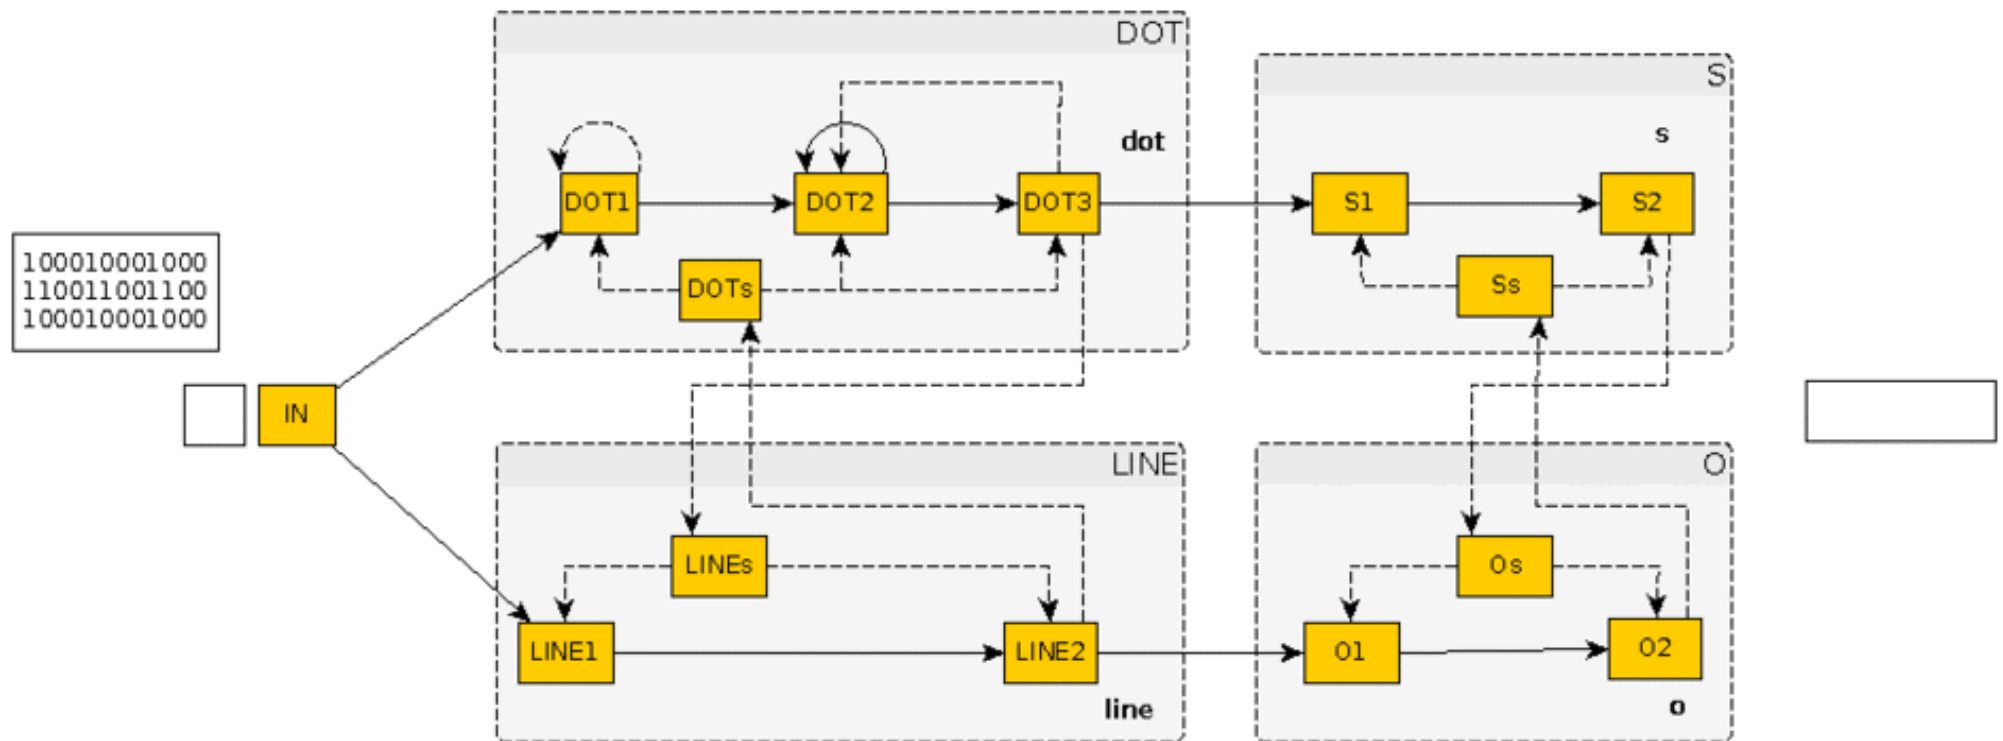 DOT
S
dot
s
DOT1
DOT2
DOT3
S1
S2
100010001000
110011001100
100010001000
DOTs
Ss
IN
LINE
O
LINEs
Os
LINE1
LINE2
O1
O2
line
o